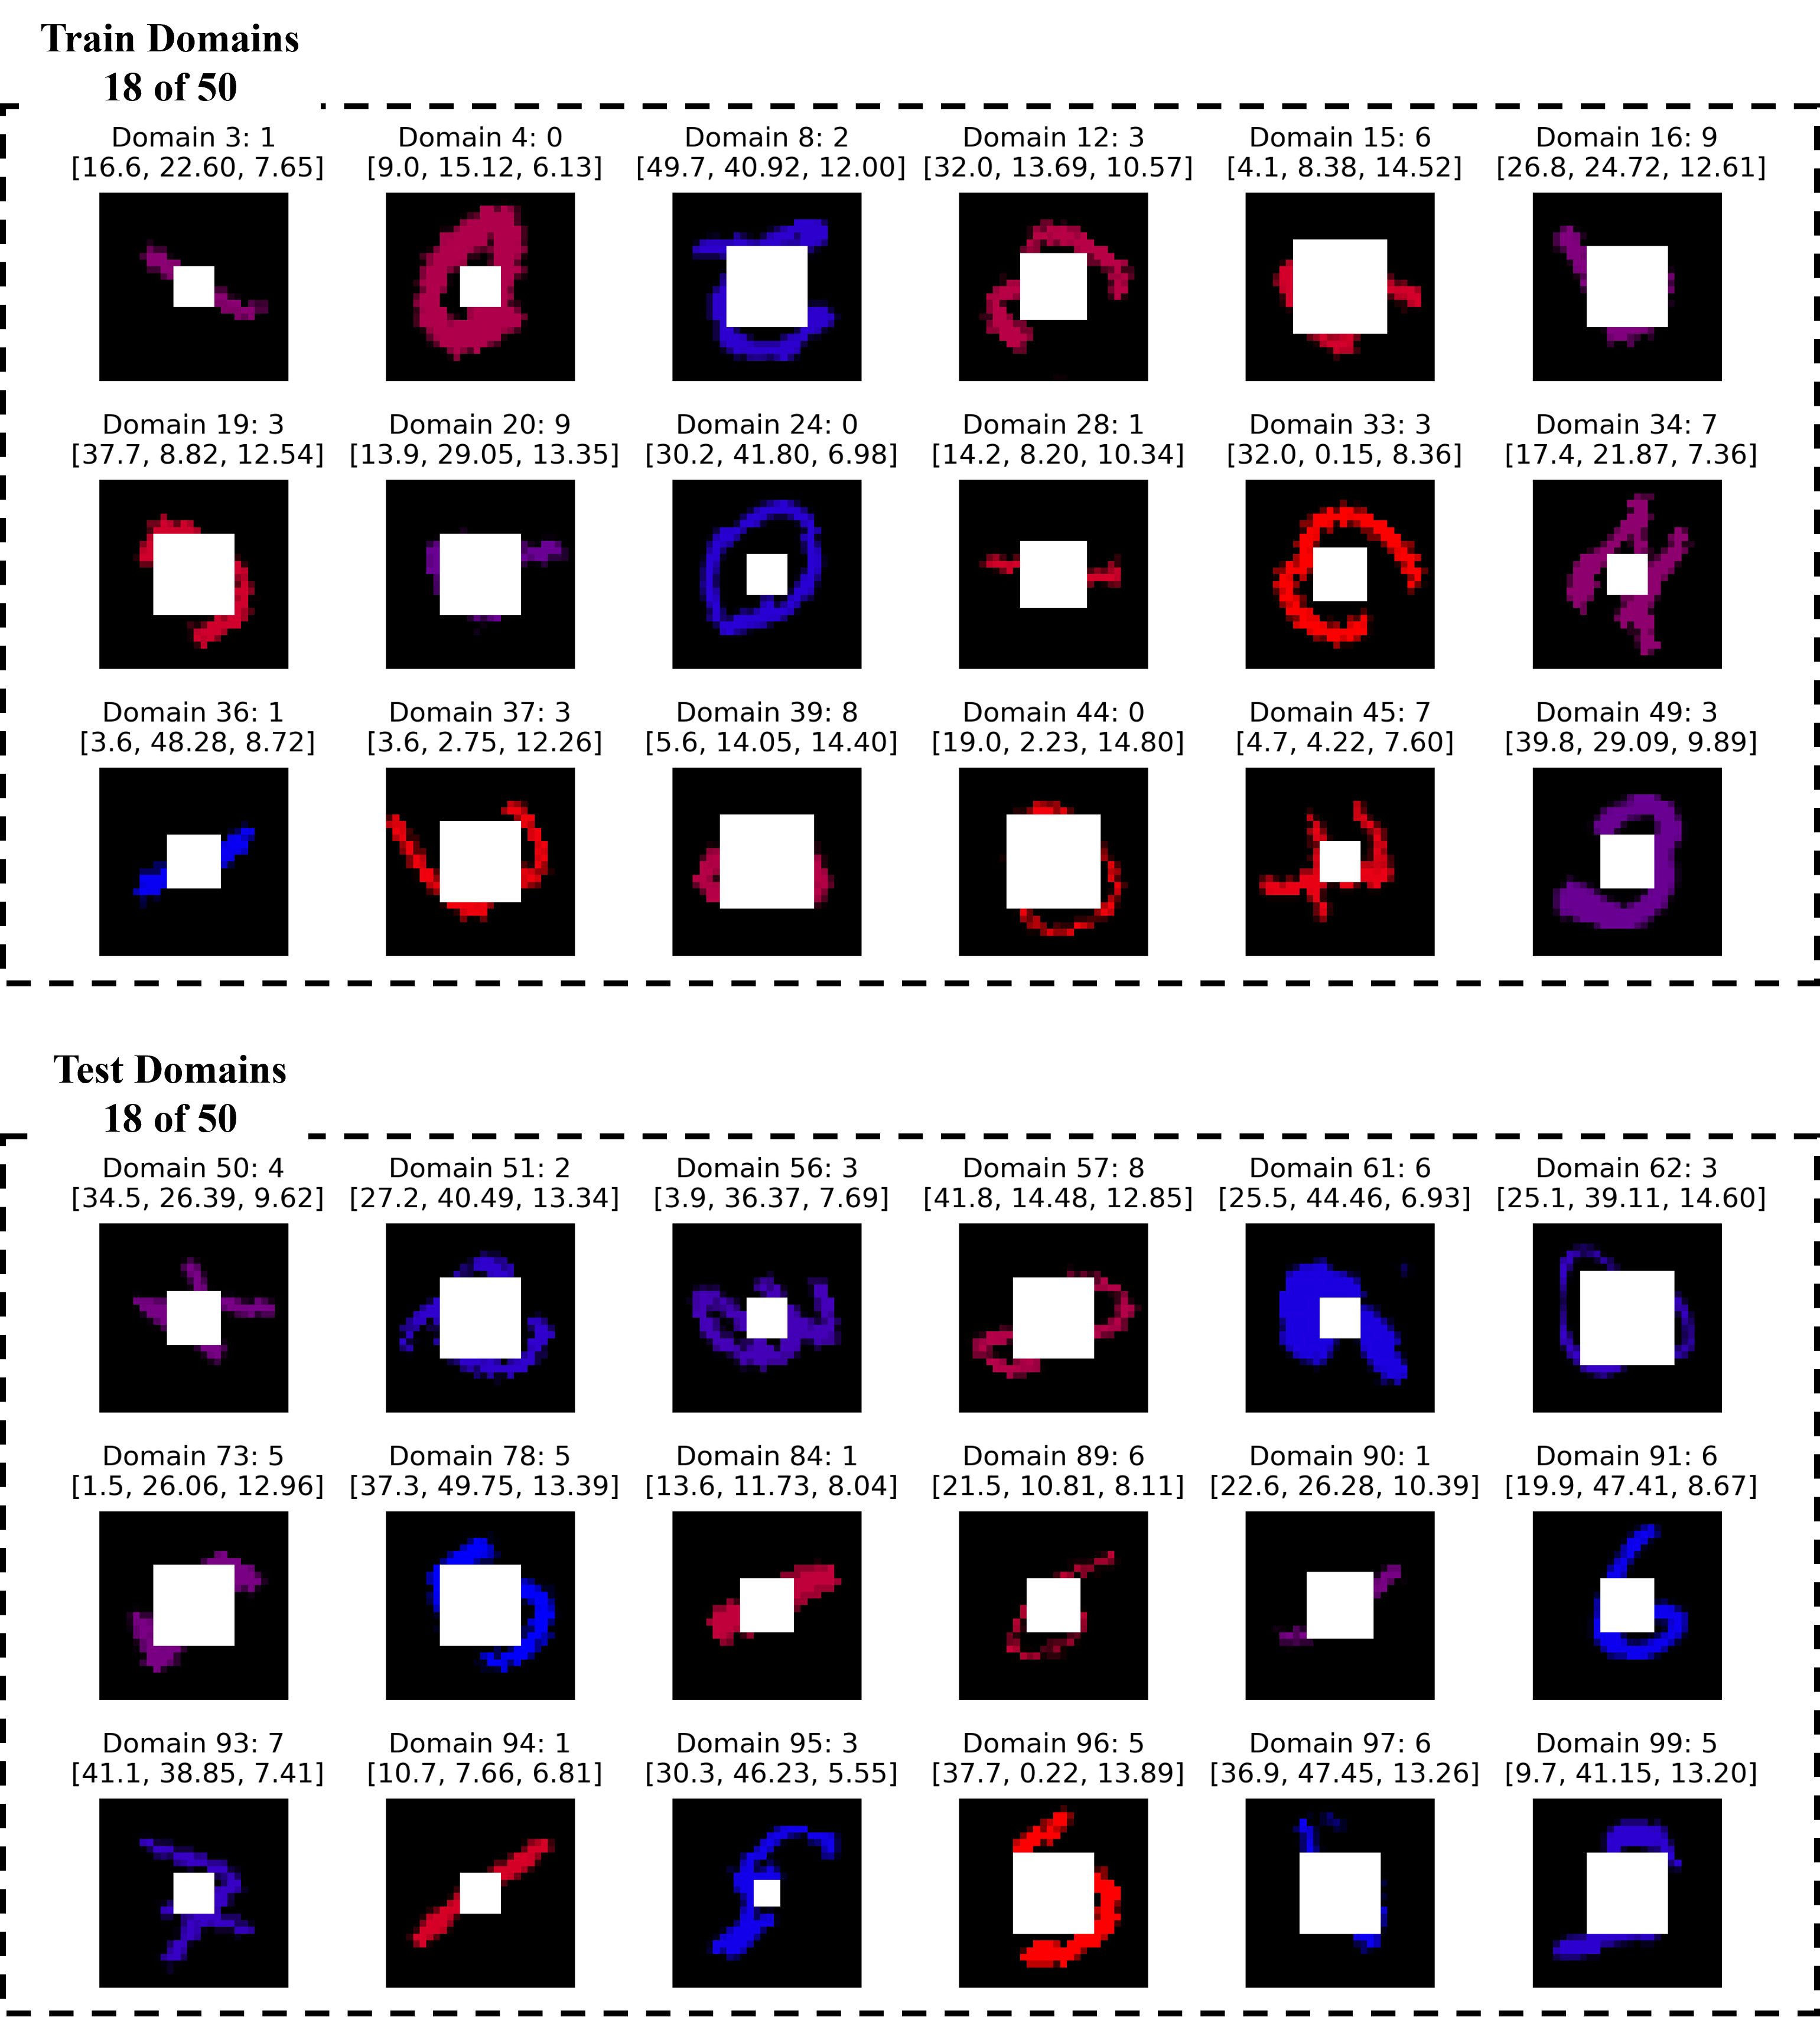 Train Domains
18 of 50
Domain 3: 1 Domain 4: 0 Domain 8: 2 Domain 12: 3 Domain 15: 6 Domain 16: 9
[16.6, 22.60, 7.65] [9.0, 15.12, 6.13] [49.7, 40.92, 12.00] [32.0, 13.69, 10.57] [4.1, 8.38, 14.52] [26.8, 24.72, 12.61]
Domain 19: 3 Domain 20: 9 Domain 24: 0 Domain 28: 1 Domain 33: 3 Domain 34: 7
[37.7, 8.82, 12.54] [13.9, 29.05, 13.35] [30.2, 41.80, 6.98] [14.2, 8.20, 10.34] [32.0, 0.15, 8.36] [17.4, 21.87, 7.36]
Domain 36: 1 Domain 37: 3 Domain 39: 8 Domain 44: 0 Domain 45: 7 Domain 49: 3
[3.6, 48.28, 8.72] [3.6, 2.75, 12.26] [5.6, 14.05, 14.40] [19.0, 2.23, 14.80] [4.7, 4.22, 7.60] [39.8, 29.09, 9.89]
Test Domains
18 of 50
Domain 50: 4 Domain 51: 2 Domain 56: 3 Domain 57: 8 Domain 61: 6 Domain 62: 3
[34.5, 26.39, 9.62] [27.2, 40.49, 13.34] [3.9, 36.37, 7.69] [41.8, 14.48, 12.85] [25.5, 44.46, 6.93] [25.1, 39.11, 14.60]
Domain 73: 5 Domain 78: 5 Domain 84: 1 Domain 89: 6 Domain 90: 1 Domain 91: 6
[1.5, 26.06, 12.96] [37.3, 49.75, 13.39] [13.6, 11.73, 8.04] [21.5, 10.81, 8.11] [22.6, 26.28, 10.39] [19.9, 47.41, 8.67]
Domain 93: 7 Domain 94: 1 Domain 95: 3 Domain 96: 5 Domain 97: 6 Domain 99: 5
[41.1, 38.85, 7.41] [10.7, 7.66, 6.81] [30.3, 46.23, 5.55] [37.7, 0.22, 13.89] [36.9, 47.45, 13.26] [9.7, 41.15, 13.20]